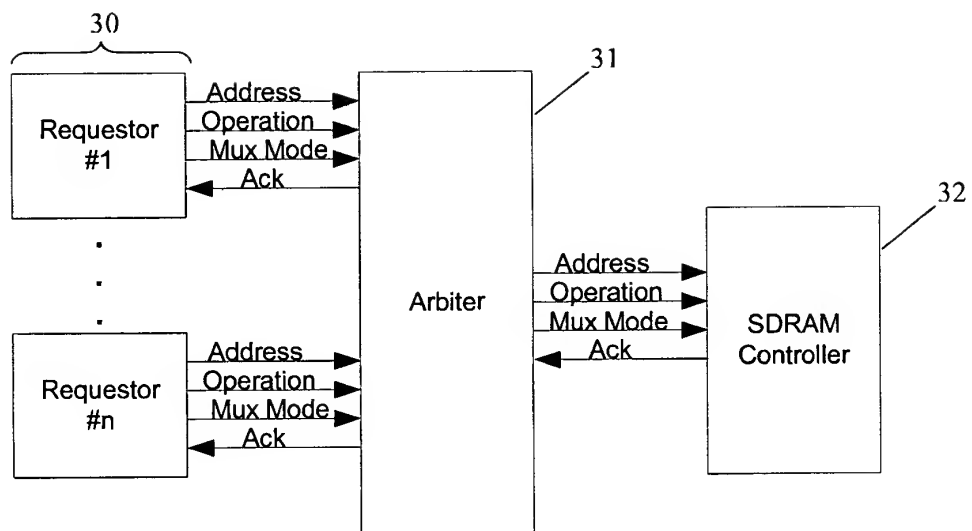 30
Requestor
#1
Address
Operation
Mux Mode
Ack
31
Arbiter
32
Address
Operation
Mux Mode
Ack
SDRAM
Controller
Requestor
#n
Address
Operation
Mux Mode
Ack